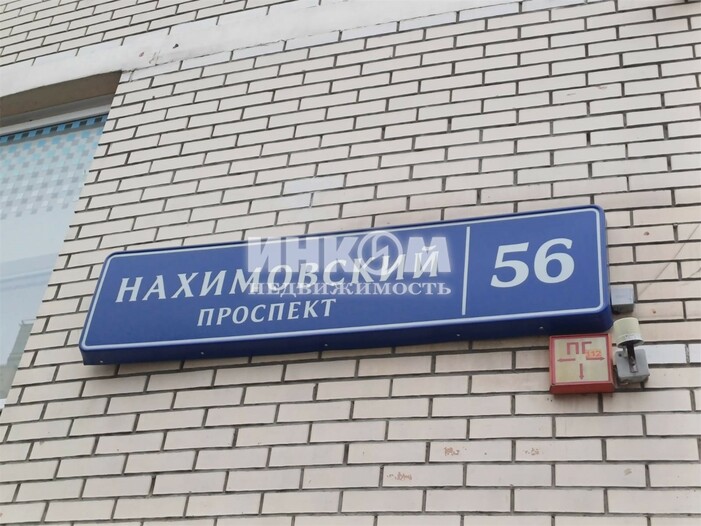 НАХИМОВСКИЙ
ПРОСПЕКТ
56
ИНКОМ
НЕДВИЖИМОСТЬ
ПГ